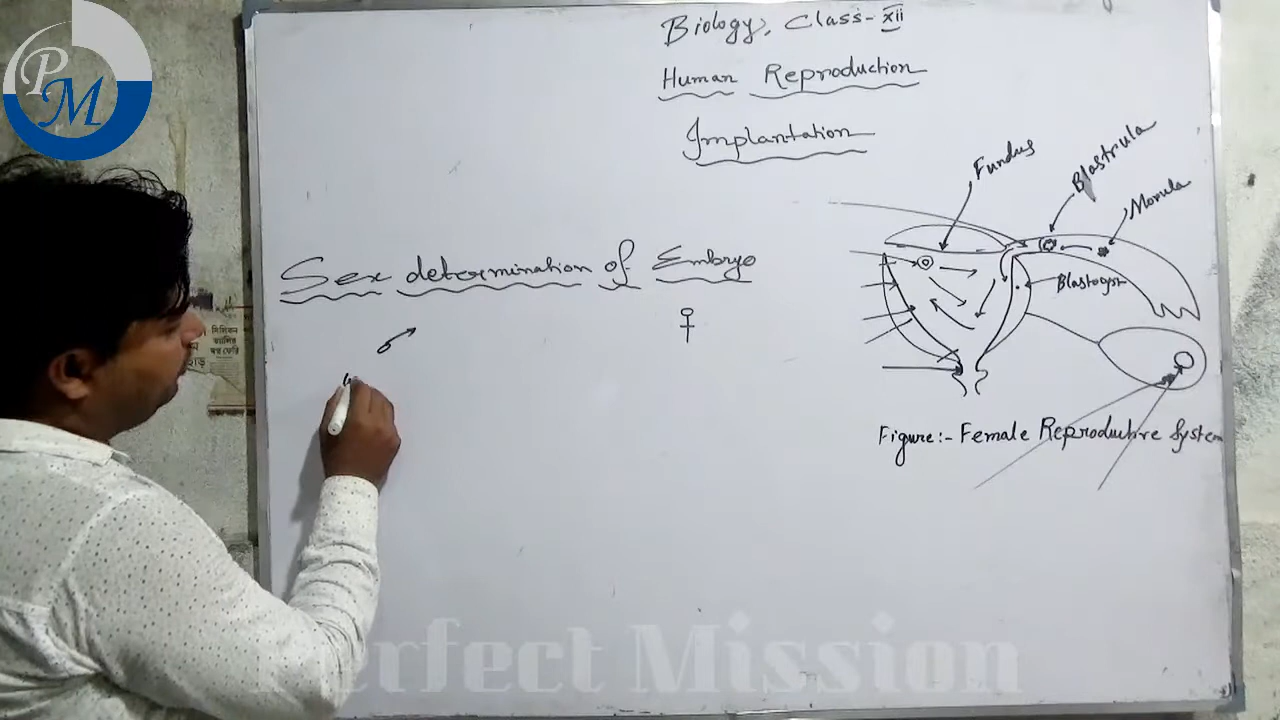 PM
Biology, Class-XII
Human Reproduction
Implantation
Fundus
Blastrula
Morula
Sex determination of Embryo
♂
♀
Blastocyst
Figure:- Female Reproductive System
Perfect Mission